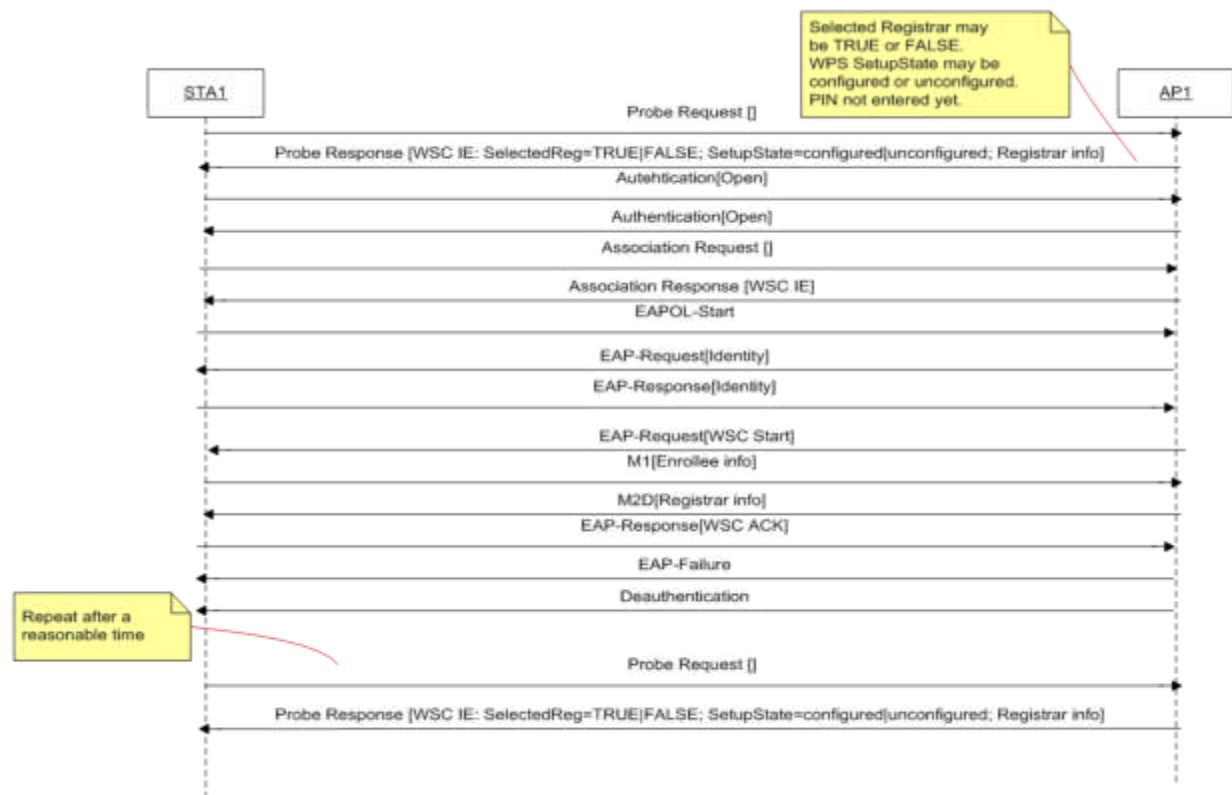 Selected Registrar may
be TRUE or FALSE.
WPS SetupState may be
configured or unconfigured.
PIN not entered yet.
STA1
AP1
Probe Request []
Probe Response [WSC IE: SelectedReg=TRUE|FALSE; SetupState=configured|unconfigured; Registrar info]
Autehtication[Open]
Authentication[Open]
Association Request []
Association Response [WSC IE]
EAPOL-Start
EAP-Request[Identity]
EAP-Response[Identity]
EAP-Request[WSC Start]
M1[Enrollee info]
M2D[Registrar info]
EAP-Response[WSC ACK]
EAP-Failure
Deauthentication
Repeat after a
reasonable time
Probe Request []
Probe Response [WSC IE: SelectedReg=TRUE|FALSE; SetupState=configured|unconfigured; Registrar info]